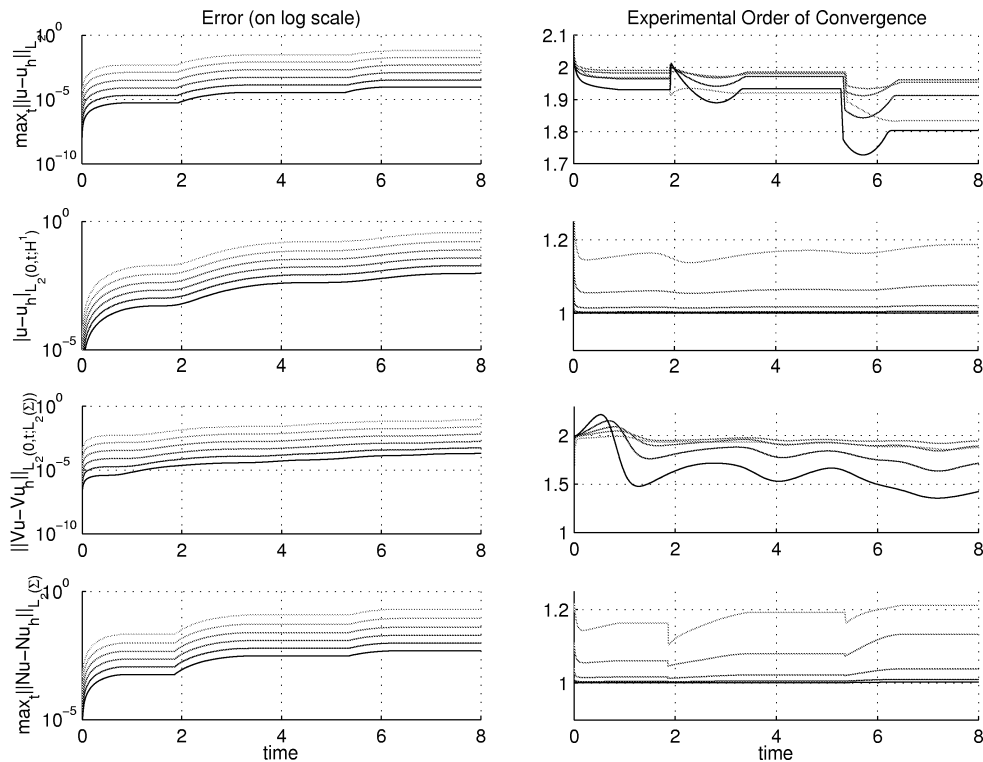 Error (on log scale)
Experimental Order of Convergence
max_t||u−u_h||_{L_2}
10^0
10^{−5}
10^{−10}
0 2 4 6 8
2.1
2
1.9
1.8
1.7
0 2 4 6 8
|u−u_h|_{L_2(0,t:H^1)}
10^0
10^{−5}
0 2 4 6 8
1.2
1
0 2 4 6 8
||Vu−Vu_h||_{L_2(0,t:L_2(Σ))}
10^0
10^{−5}
10^{−10}
0 2 4 6 8
2
1.5
1
0 2 4 6 8
max_t||Nu−Nu_h||_{L_2(Σ)}
10^0
10^{−5}
0 2 4 6 8
time
1.2
1
0 2 4 6 8
time